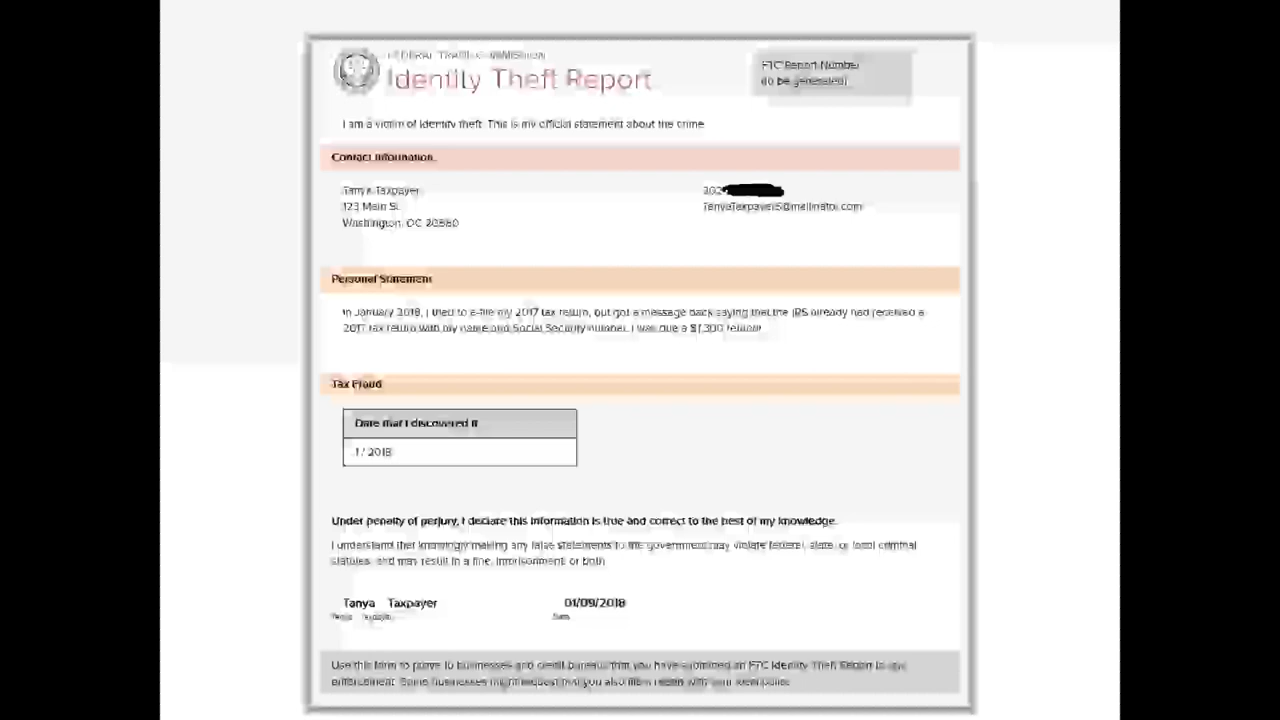 FEDERAL TRADE COMMISSION
Identity Theft Report
FTC Report Number
(to be generated)
I am a victim of identity theft. This is my official statement about the crime.
Contact Information
Tanya Taxpayer
202
123 Main St.
TanyaTaxpayer5@mailinator.com
Washington, DC 20580
Personal Statement
In January 2018, I tried to e-file my 2017 tax return, but got a message back saying that the IRS already had received a
2017 tax return with my name and Social Security number. I was due a $1,300 refund!
Tax Fraud
Date that I discovered it
1 / 2018
Under penalty of perjury, I declare this information is true and correct to the best of my knowledge.
I understand that knowingly making any false statements to the government may violate federal, state, or local criminal
statutes, and may result in a fine, imprisonment, or both.
Tanya Taxpayer
01/09/2018
Tanya Taxpayer
Date
Use this form to prove to businesses and credit bureaus that you have submitted an FTC Identity Theft Report to law
enforcement. Some businesses might request that you also file a report with your local police.